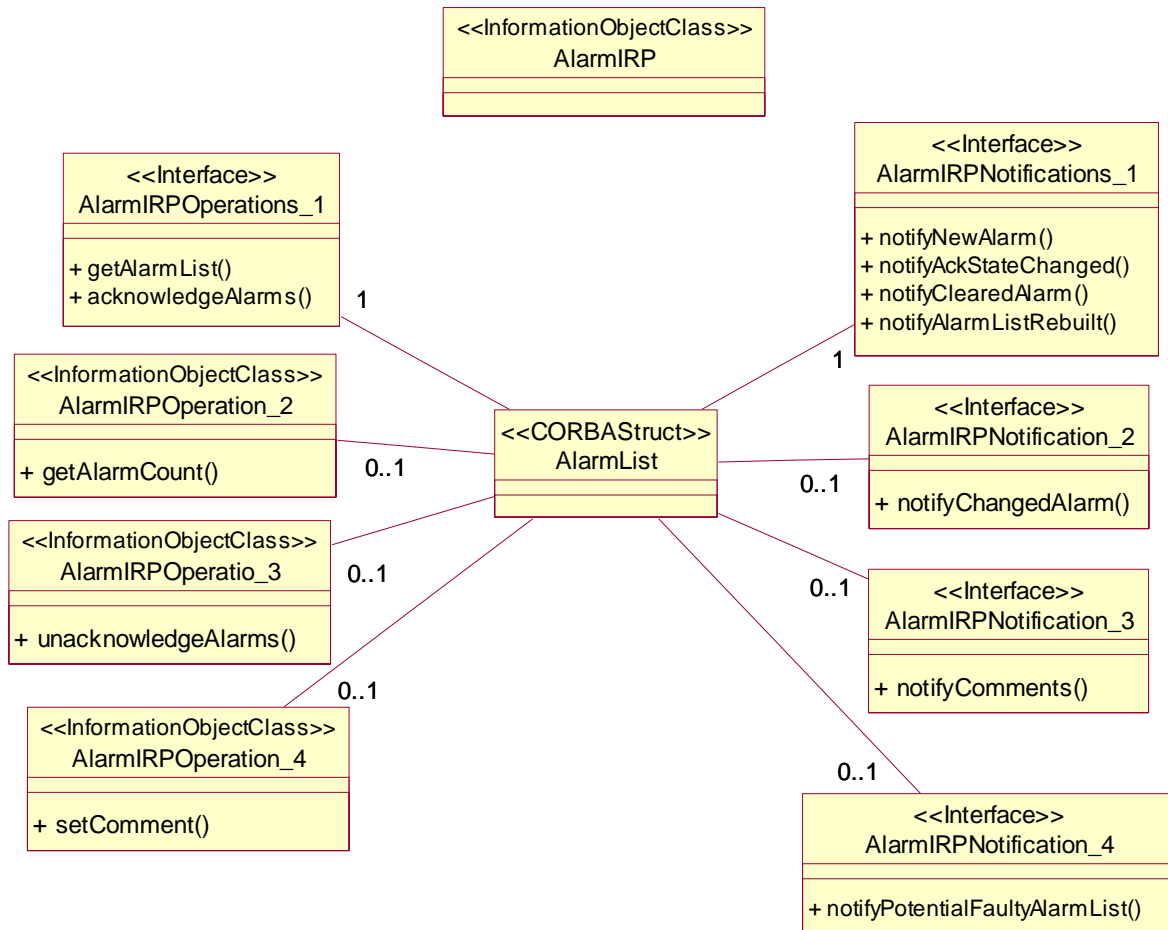 <<InformationObjectClass>>
AlarmIRP
<<Interface>>
AlarmIRPOperations_1
+ getAlarmList()
+ acknowledgeAlarms()
1
<<Interface>>
AlarmIRPNotifications_1
+ notifyNewAlarm()
+ notifyAckStateChanged()
+ notifyClearedAlarm()
+ notifyAlarmListRebuilt()
1
<<InformationObjectClass>>
AlarmIRPOperation_2
+ getAlarmCount()
0..1
<<CORBAStruct>>
AlarmList
<<Interface>>
AlarmIRPNotification_2
+ notifyChangedAlarm()
0..1
<<InformationObjectClass>>
AlarmIRPOperatio_3
+ unacknowledgeAlarms()
0..1
<<Interface>>
AlarmIRPNotification_3
+ notifyComments()
0..1
<<InformationObjectClass>>
AlarmIRPOperation_4
+ setComment()
0..1
<<Interface>>
AlarmIRPNotification_4
+ notifyPotentialFaultyAlarmList()
0..1